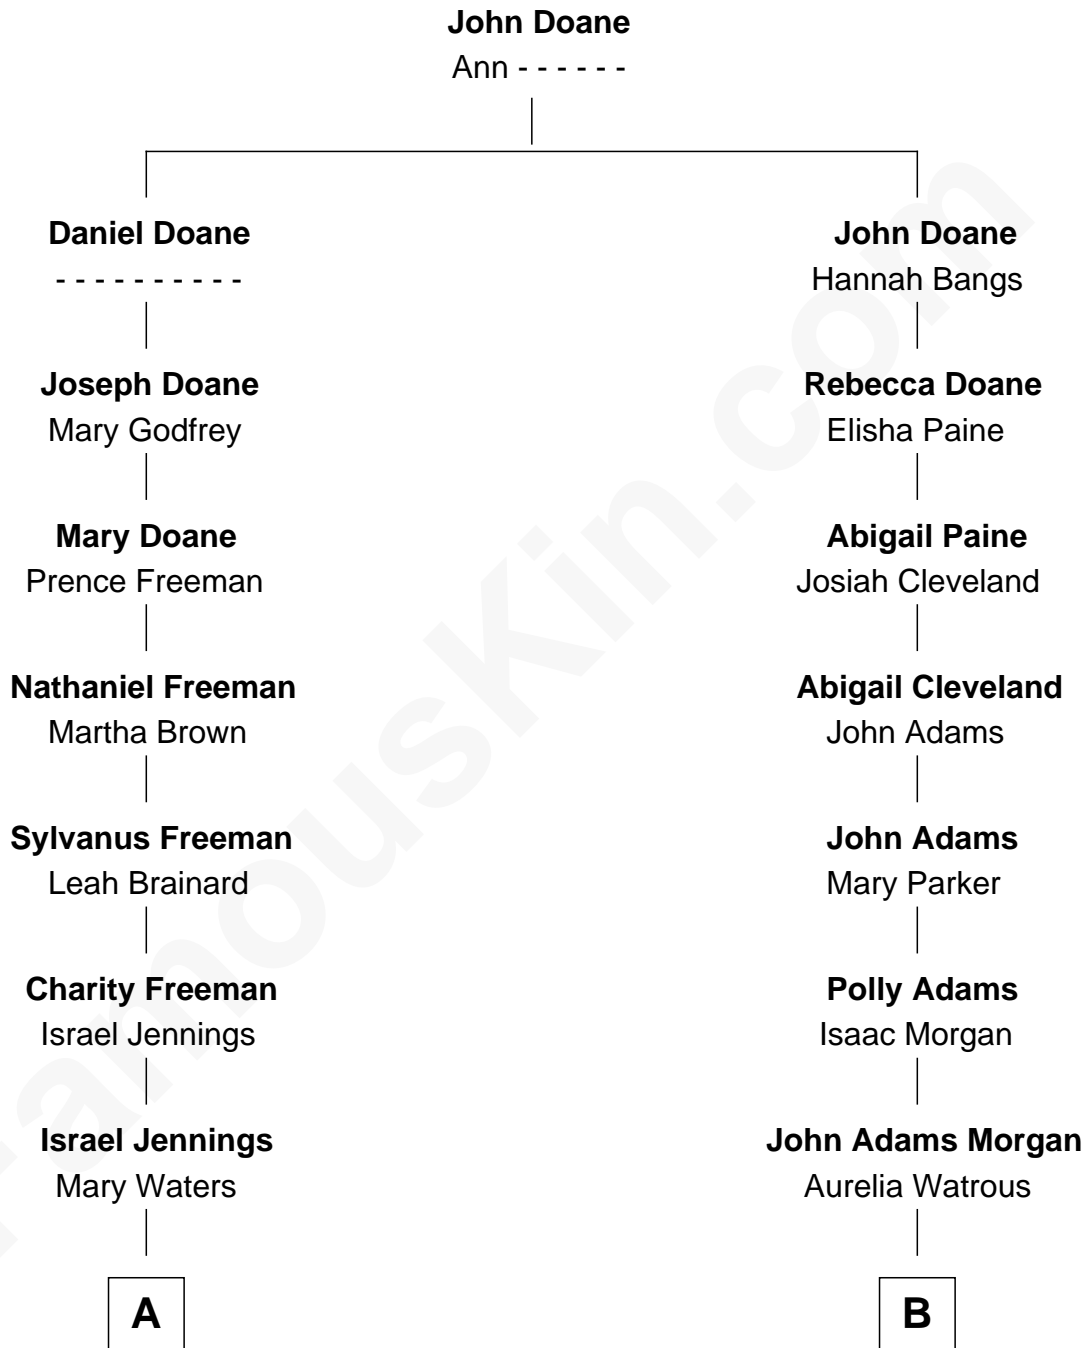 John Doane
Ann - - - - - -
Daniel Doane
- - - - - - - - - -
John Doane
Hannah Bangs
Joseph Doane
Mary Godfrey
Rebecca Doane
Elisha Paine
Mary Doane
Prence Freeman
Abigail Paine
Josiah Cleveland
Nathaniel Freeman
Martha Brown
Abigail Cleveland
John Adams
Sylvanus Freeman
Leah Brainard
John Adams
Mary Parker
Charity Freeman
Israel Jennings
Polly Adams
Isaac Morgan
Israel Jennings
Mary Waters
John Adams Morgan
Aurelia Watrous
A
B
FamousKin.com